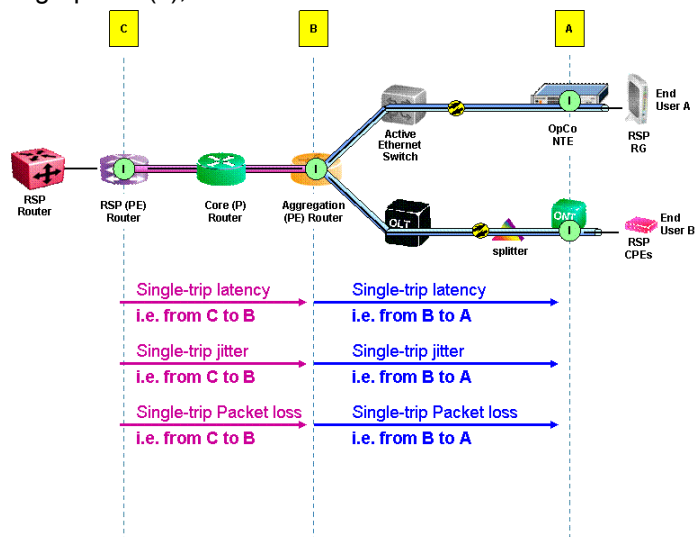 C
B
A
End
User A
Active
Ethernet
Switch
OpCo
NTE
RSP
RG
I
I
I
RSP
Router
RSP (PE)
Router
Core (P)
Router
Aggregation
(PE) Router
OLT
splitter
ONT
I
RSP
CPEs
End
User B
Single-trip latency
i.e. from C to B
Single-trip latency
i.e. from B to A
Single-trip jitter
i.e. from C to B
Single-trip jitter
i.e. from B to A
Single-trip Packet loss
i.e. from C to B
Single-trip Packet loss
i.e. from B to A